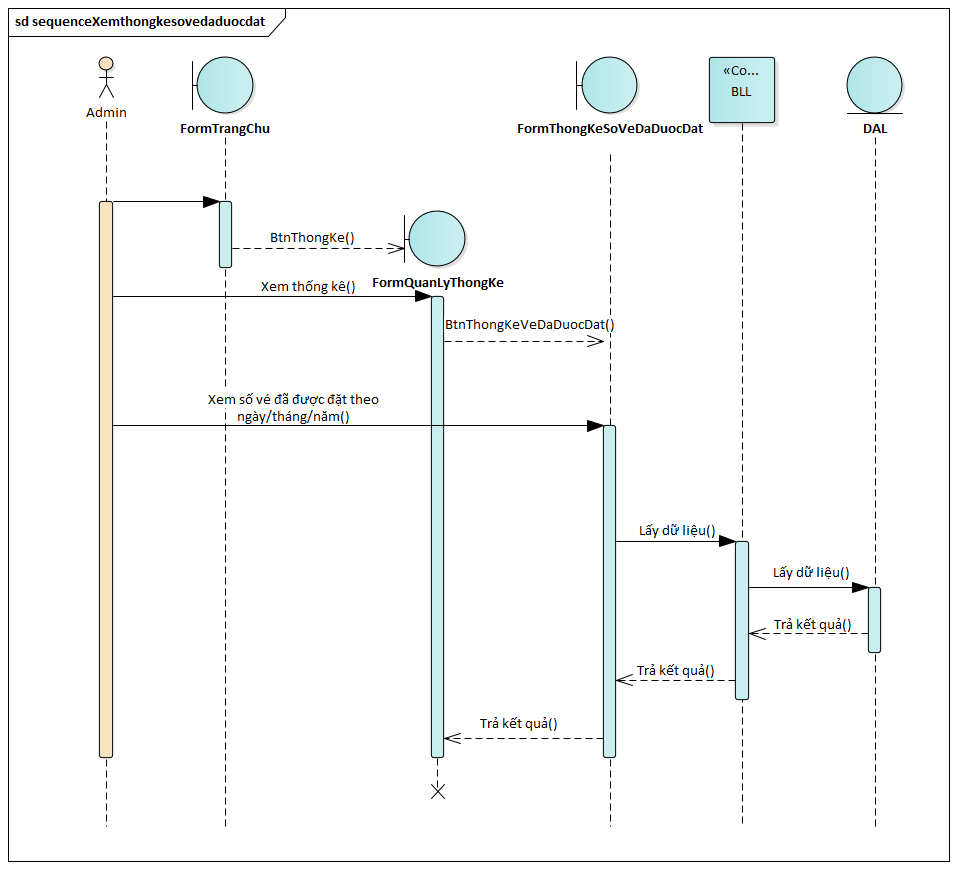 sd sequenceXemthongkesovedaduocdat
Admin
FormTrangChu
FormThongKeSoVeDaDuocDat
«Co...
BLL
DAL
BtnThongKe()
FormQuanLyThongKe
Xem thống kê()
BtnThongKeVeDaDuocDat()
Xem số vé đã được đặt theo
ngày/tháng/năm()
Lấy dữ liệu()
Lấy dữ liệu()
Trả kết quả()
Trả kết quả()
Trả kết quả()